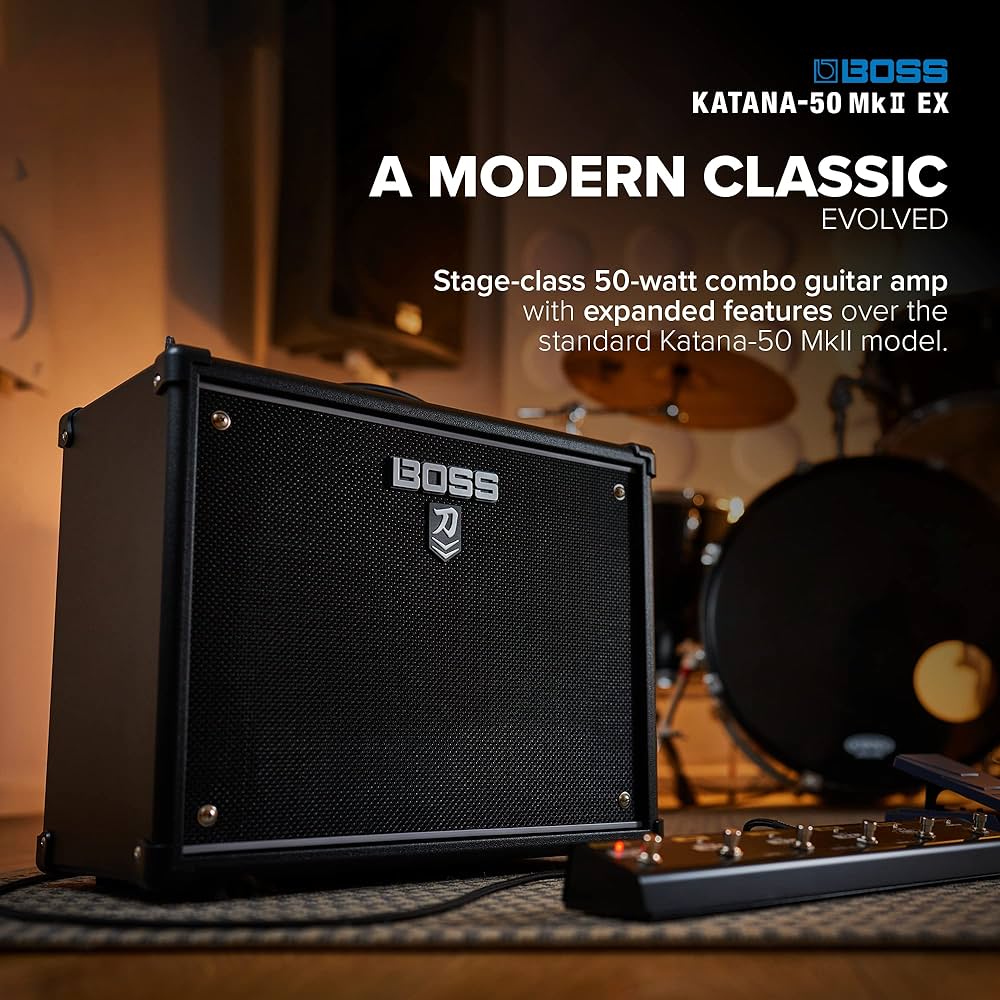 BOSS
KATANA-50 MkII EX
A MODERN CLASSIC
EVOLVED
Stage-class 50-watt combo guitar amp
with expanded features over the
standard Katana-50 MkII model.
BOSS
刀